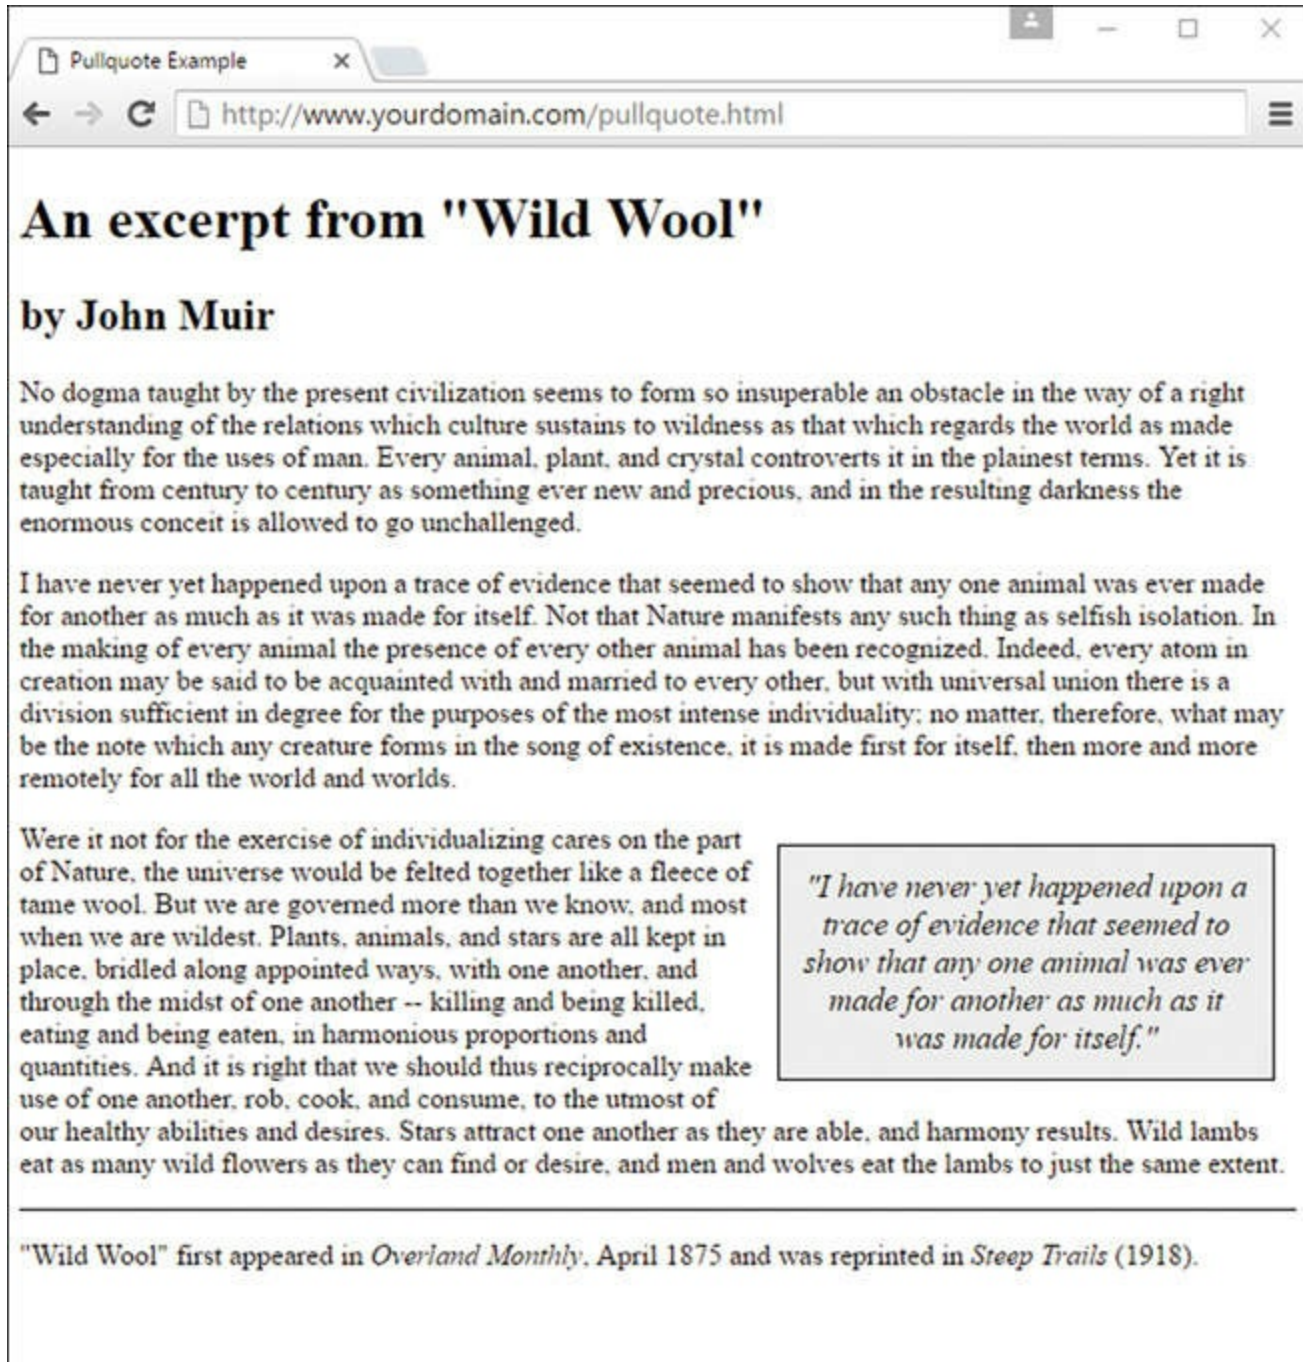 Pullquote Example
http://www.yourdomain.com/pullquote.html
An excerpt from "Wild Wool"
by John Muir
No dogma taught by the present civilization seems to form so insuperable an obstacle in the way of a right
understanding of the relations which culture sustains to wildness as that which regards the world as made
especially for the uses of man. Every animal, plant, and crystal controverts it in the plainest terms. Yet it is
taught from century to century as something ever new and precious, and in the resulting darkness the
enormous conceit is allowed to go unchallenged.
I have never yet happened upon a trace of evidence that seemed to show that any one animal was ever made
for another as much as it was made for itself. Not that Nature manifests any such thing as selfish isolation. In
the making of every animal the presence of every other animal has been recognized. Indeed, every atom in
creation may be said to be acquainted with and married to every other, but with universal union there is a
division sufficient in degree for the purposes of the most intense individuality; no matter, therefore, what may
be the note which any creature forms in the song of existence, it is made first for itself, then more and more
remotely for all the world and worlds.
Were it not for the exercise of individualizing cares on the part
of Nature, the universe would be felted together like a fleece of
tame wool. But we are governed more than we know, and most
when we are wildest. Plants, animals, and stars are all kept in
place, bridled along appointed ways, with one another, and
through the midst of one another -- killing and being killed,
eating and being eaten, in harmonious proportions and
quantities. And it is right that we should thus reciprocally make
use of one another, rob, cook, and consume, to the utmost of
our healthy abilities and desires. Stars attract one another as they are able, and harmony results. Wild lambs
eat as many wild flowers as they can find or desire, and men and wolves eat the lambs to just the same extent.
"I have never yet happened upon a
trace of evidence that seemed to
show that any one animal was ever
made for another as much as it
was made for itself."
"Wild Wool" first appeared in Overland Monthly, April 1875 and was reprinted in Steep Trails (1918).